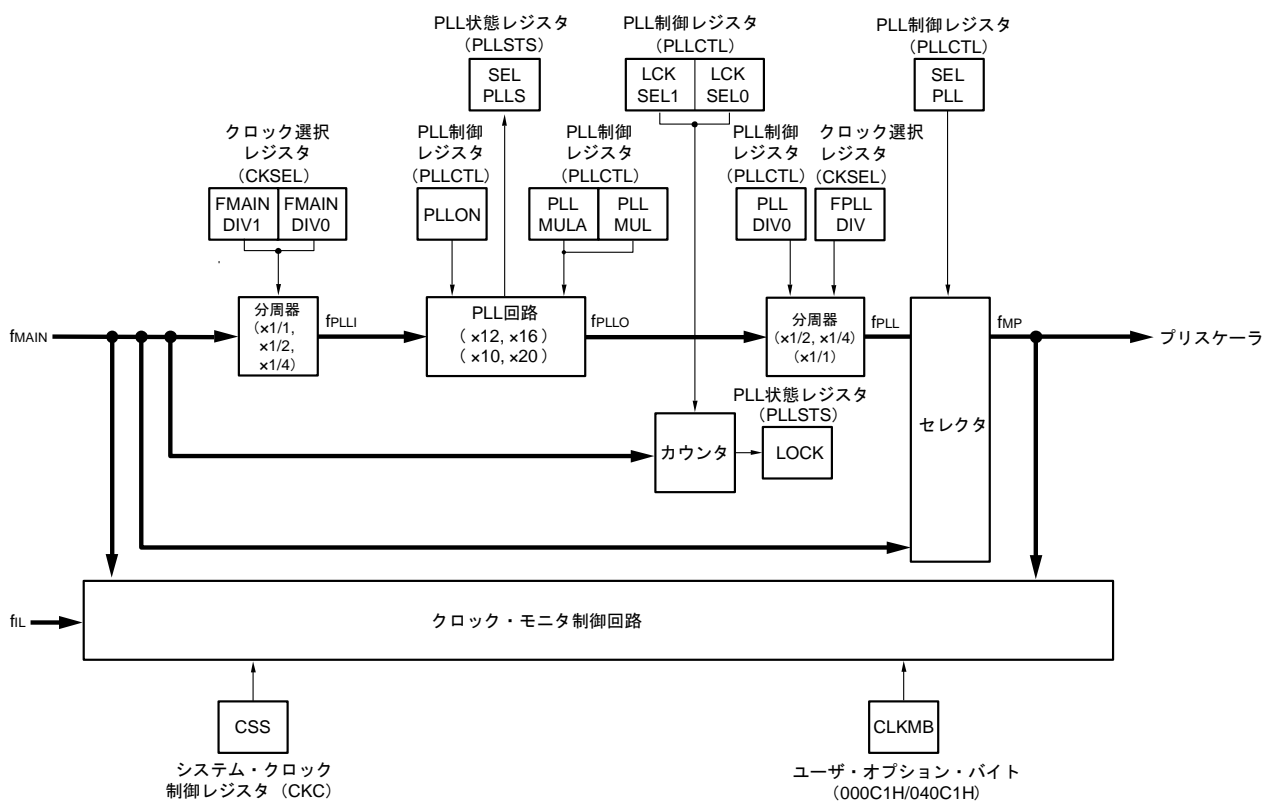 PLL状態レジスタ
（PLLSTS）
SEL
PLLS
PLL制御レジスタ
（PLLCTL）
LCK
SEL1
LCK
SEL0
PLL制御レジスタ
（PLLCTL）
SEL
PLL
クロック選択
レジスタ
（CKSEL）
FMAIN
DIV1
FMAIN
DIV0
PLL制御
レジスタ
（PLLCTL）
PLLON
PLL制御
レジスタ
（PLLCTL）
PLL
MULA
PLL
MUL
PLL制御
レジスタ
（PLLCTL）
PLL
DIV0
クロック選択
レジスタ
（CKSEL）
FPLL
DIV
fMAIN
分周器
（×1/1,
×1/2,
×1/4）
fPLLI
PLL回路
（×12, ×16）
（×10, ×20）
fPLLO
分周器
（×1/2, ×1/4）
（×1/1）
fPLL
セレクタ
fMP
プリスケーラ
カウンタ
PLL状態レジスタ
（PLLSTS）
LOCK
fIL
クロック・モニタ制御回路
CSS
システム・クロック
制御レジスタ（CKC）
CLKMB
ユーザ・オプション・バイト
（000C1H/040C1H）